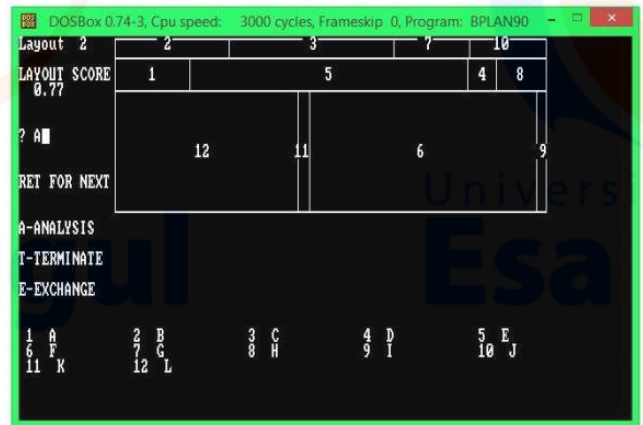 DOSBox 0.74-3, Cpu speed: 3000 cycles, Frameskip 0, Program: BPLAN90
Layout 2
2 3 7 10
LAYOUT SCORE
0.77
1 5 4 8
? A
12 11 6 9
RET FOR NEXT
A-ANALYSIS
T-TERMINATE
E-EXCHANGE
1 A 2 B 3 C 4 D 5 E
6 F 7 G 8 H 9 I 10 J
11 K 12 L
Univers
Esa
gul